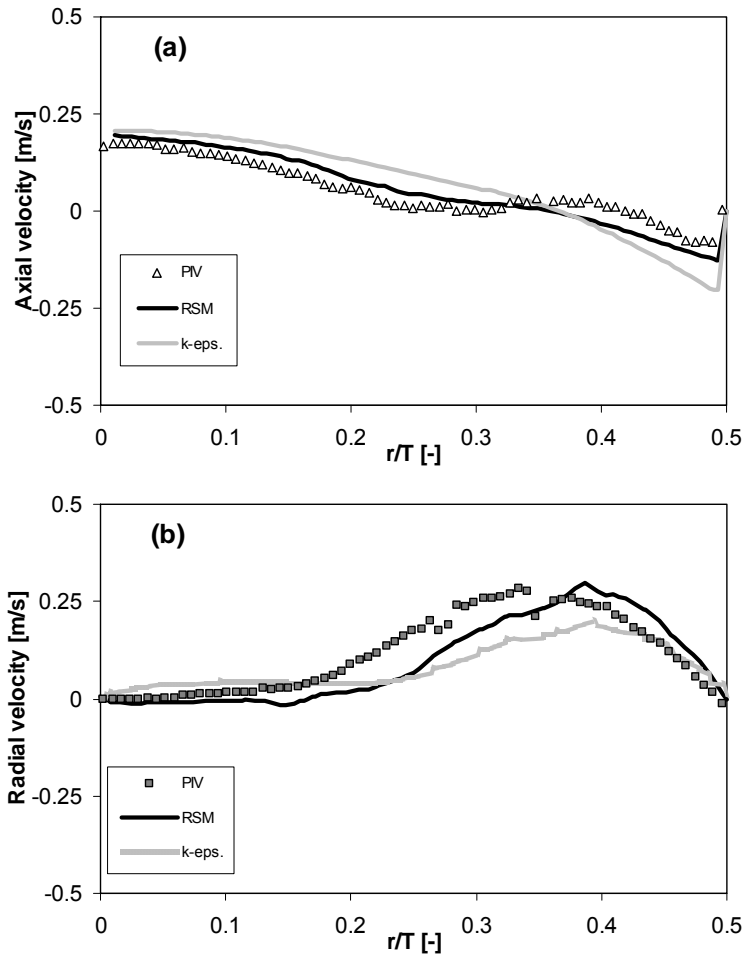 0.5
(a)
0.25
0
-0.25
-0.5
Axial velocity [m/s]
PIV
RSM
k-eps.
0 0.1 0.2 0.3 0.4 0.5
r/T [-]
0.5
(b)
0.25
0
-0.25
-0.5
Radial velocity [m/s]
PIV
RSM
k-eps.
0 0.1 0.2 0.3 0.4 0.5
r/T [-]